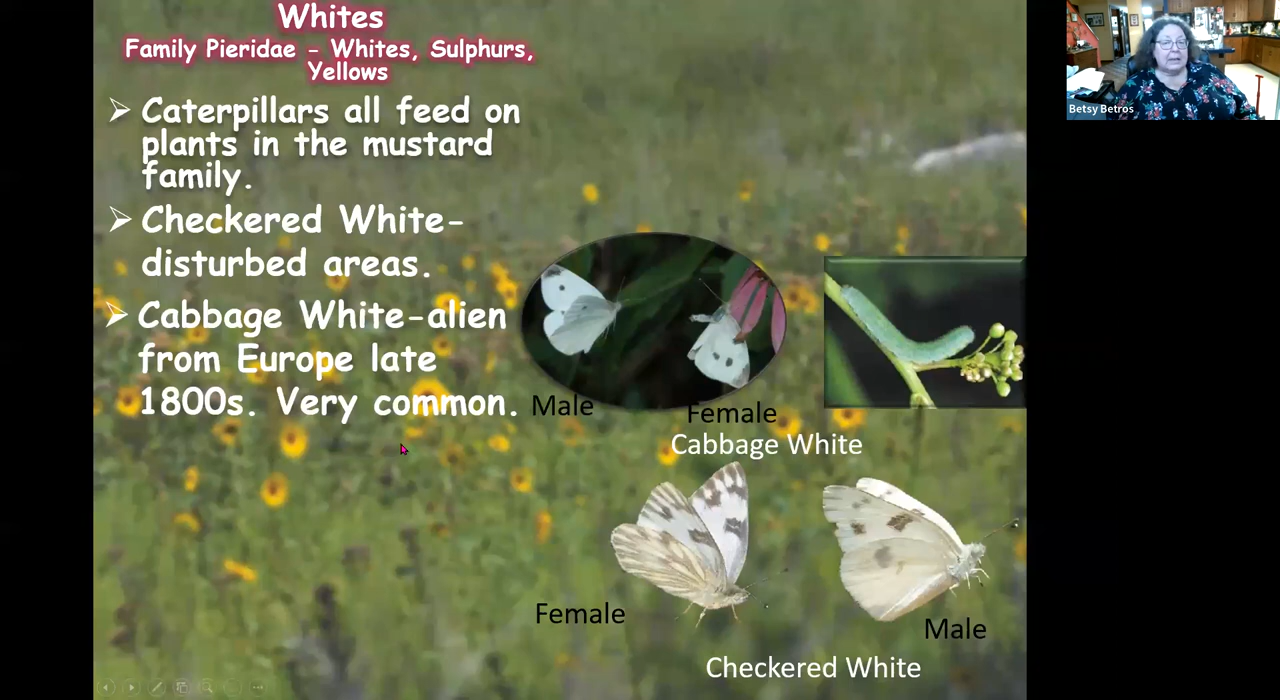 Whites
Family Pieridae - Whites, Sulphurs,
Yellows
Caterpillars all feed on
plants in the mustard
family.
Checkered White-
disturbed areas.
Cabbage White-alien
from Europe late
1800s. Very common.
Male
Female
Cabbage White
Female
Male
Checkered White
Betsy Betros